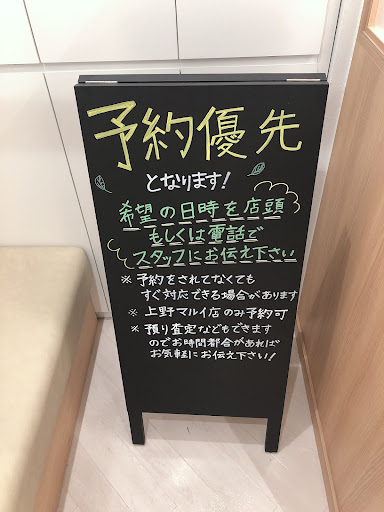 予約優先
となります!
希望の日時を店頭
もしくは電話で
スタッフにお伝え下さい
※ 予約をされてなくても
すぐ対応できる場合があります
※ 上野マルイ店のみ予約可
※ 預り査定などもできます
のでお時間都合があれば
お気軽にお伝え下さい!